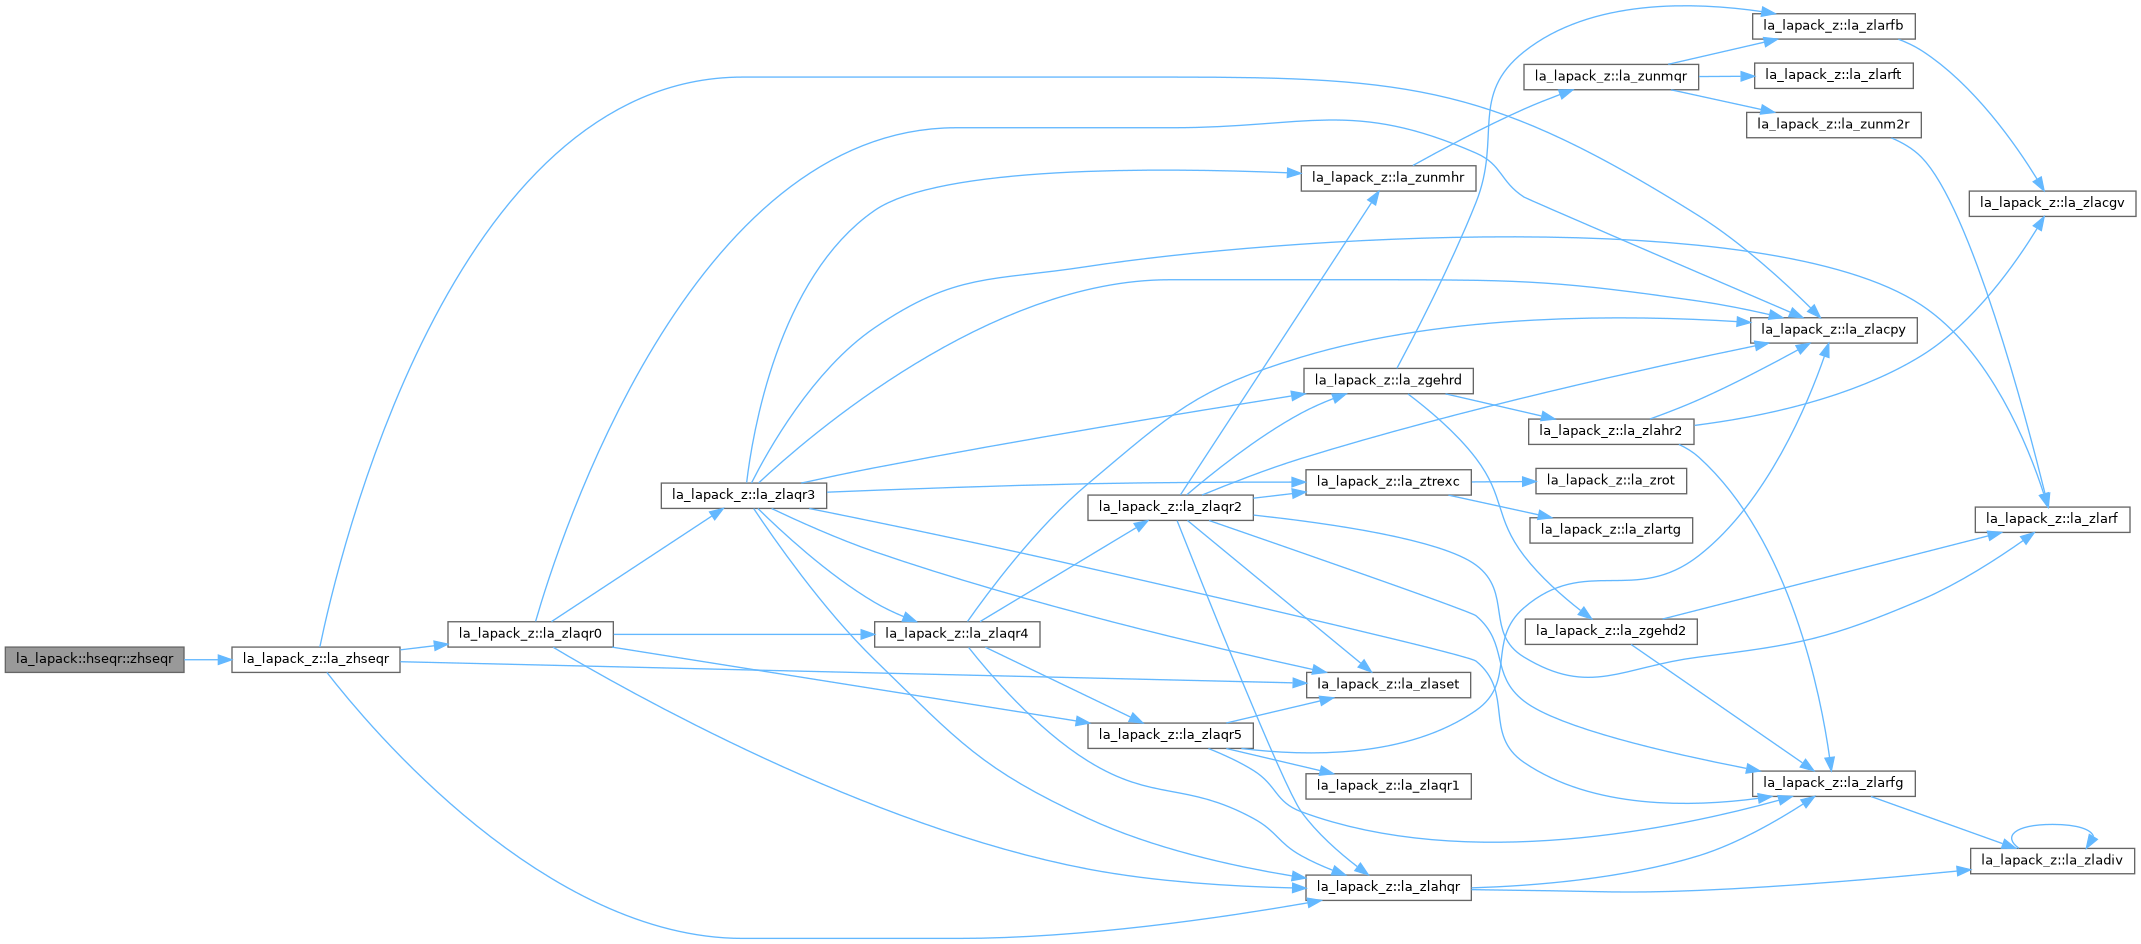 la_lapack::hseqr::zhseqr
la_lapack_z::la_zhseqr
la_lapack_z::la_zlaqr0
la_lapack_z::la_zlaqr3
la_lapack_z::la_zlaqr4
la_lapack_z::la_zlaqr2
la_lapack_z::la_zlaqr5
la_lapack_z::la_zunmhr
la_lapack_z::la_zgehrd
la_lapack_z::la_ztrexc
la_lapack_z::la_zlaset
la_lapack_z::la_zlaqr1
la_lapack_z::la_zlahqr
la_lapack_z::la_zunmqr
la_lapack_z::la_zlahr2
la_lapack_z::la_zrot
la_lapack_z::la_zlartg
la_lapack_z::la_zgehd2
la_lapack_z::la_zlarfb
la_lapack_z::la_zlarft
la_lapack_z::la_zunm2r
la_lapack_z::la_zlacpy
la_lapack_z::la_zlarfg
la_lapack_z::la_zlacgv
la_lapack_z::la_zlarf
la_lapack_z::la_zladiv